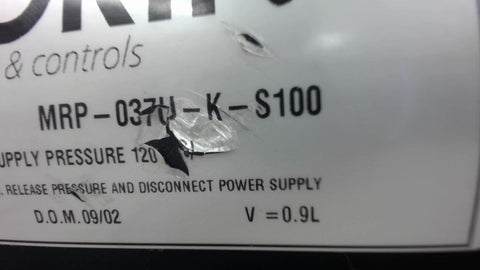 & controls
MRP-037U-K-S100
UPPLY PRESSURE 120
. RELEASE PRESSURE AND DISCONNECT POWER SUPPLY
D.O.M. 09/02 V = 0.9L